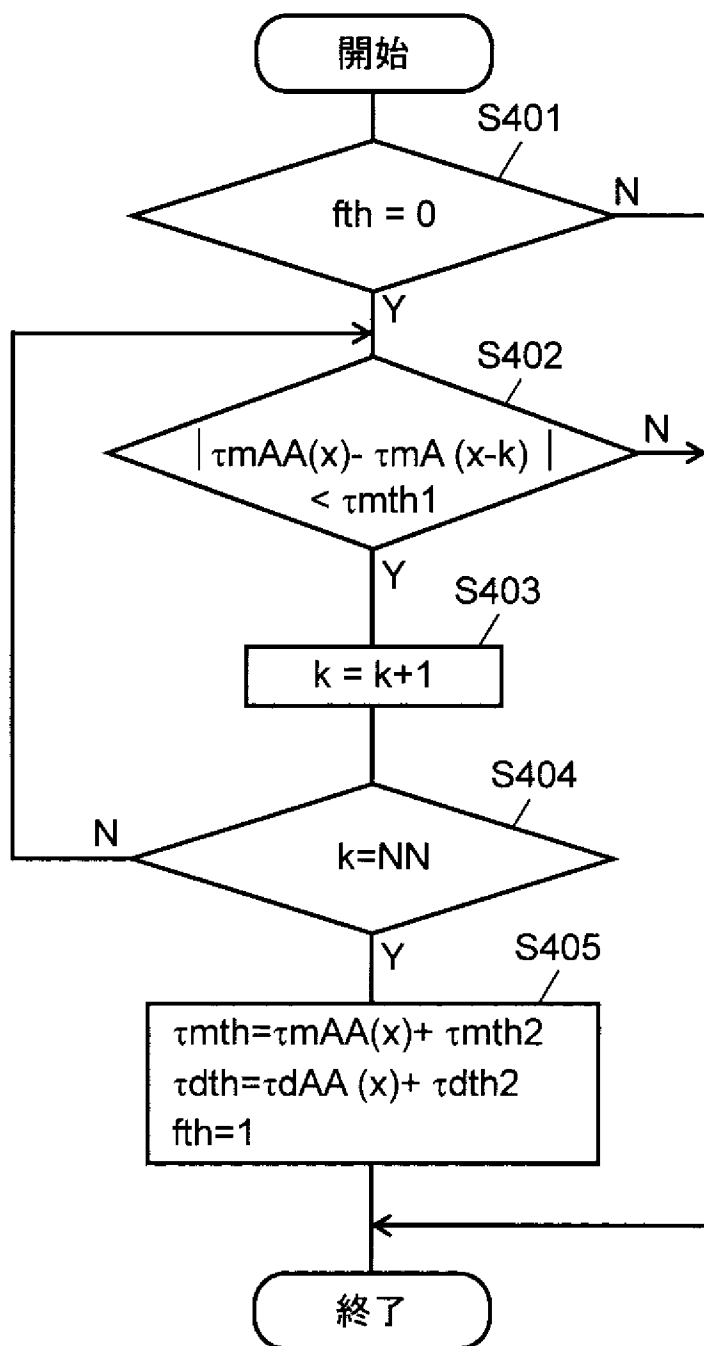 開始
S401
fth = 0
N
Y
S402
| τmAA(x)- τmA (x-k) |
< τmth1
N
Y
S403
k = k+1
S404
N
k=NN
Y
S405
τmth=τmAA(x)+ τmth2
τdth=τdAA (x)+ τdth2
fth=1
終了